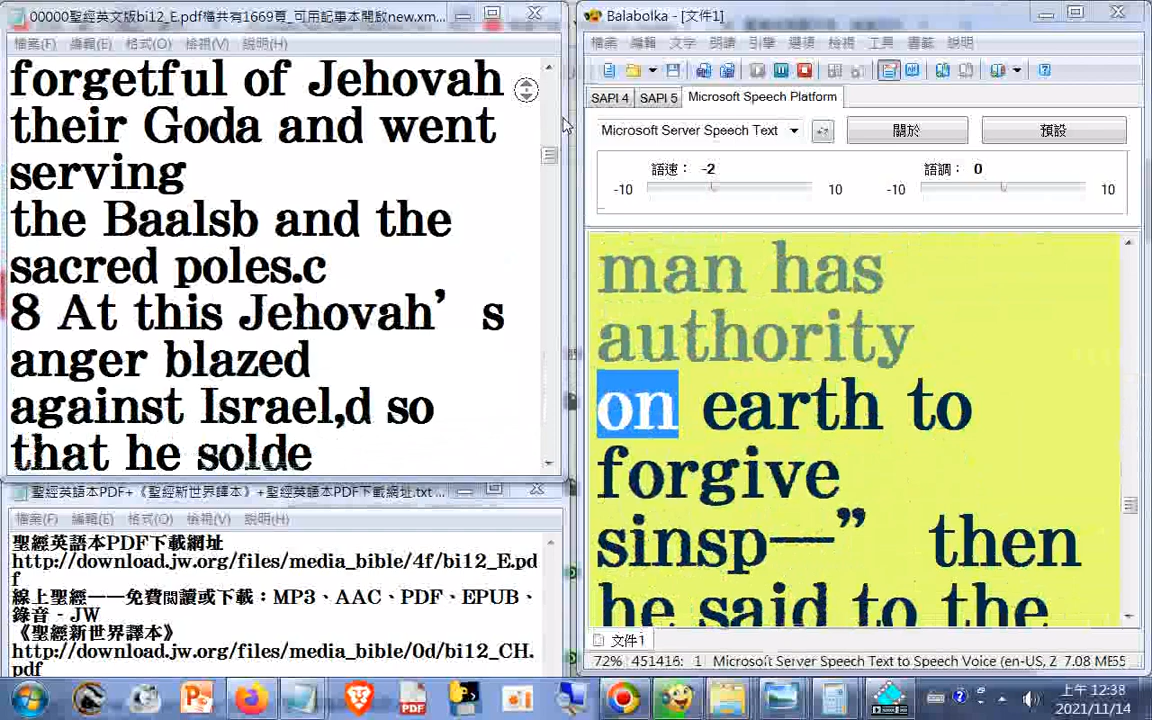 00000聖經英文版bi12_E.pdf檔共有1669頁_可用記事本開啟new.xm...
檔案(F) 編輯(E) 格式(O) 檢視(V) 說明(H)
forgetful of Jehovah
their Goda and went
serving
the Baalsb and the
sacred poles.c
8 At this Jehovah’s
anger blazed
against Israel,d so
that he solde
聖經英語本PDF+《聖經新世界譯本》+聖經英語本PDF下載網址.txt ...
檔案(F) 編輯(E) 格式(O) 檢視(V) 說明(H)
聖經英語本PDF下載網址
http://download.jw.org/files/media_bible/4f/bi12_E.pd
f
線上聖經——免費閱讀或下載：MP3、AAC、PDF、EPUB、
錄音 - JW
《聖經新世界譯本》
http://download.jw.org/files/media_bible/0d/bi12_CH.
pdf
Balabolka - [文件1]
檔案 編輯 文字 朗讀 引擎 選項 檢視 工具 書籤 說明
SAPI 4 SAPI 5 Microsoft Speech Platform
Microsoft Server Speech Text 關於 預設
語速： -2 語調： 0
-10 10 -10 10
man has
authority
on earth to
forgive
sinsp—” then
he said to the
文件1
72% 451416: 1 Microsoft Server Speech Text to Speech Voice (en-US, Z 7.08 ME55
PDF
上午 12:38
2021/11/14